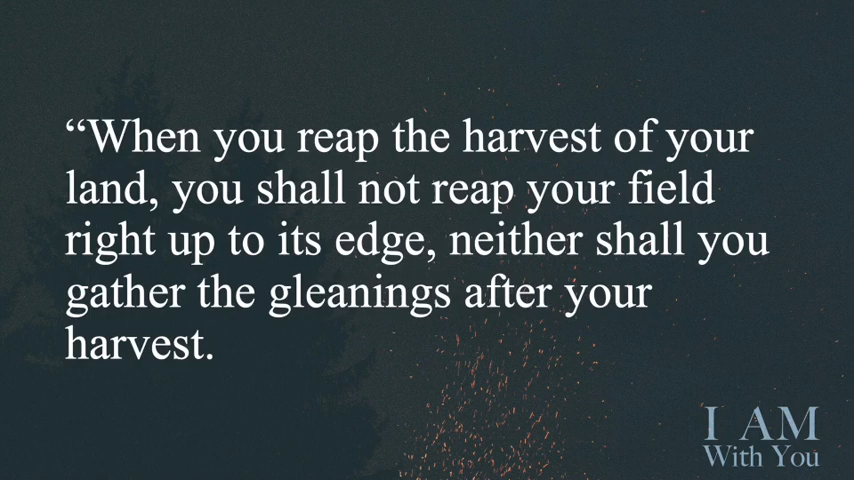 “When you reap the harvest of your
land, you shall not reap your field
right up to its edge, neither shall you
gather the gleanings after your
harvest.
I AM
With You